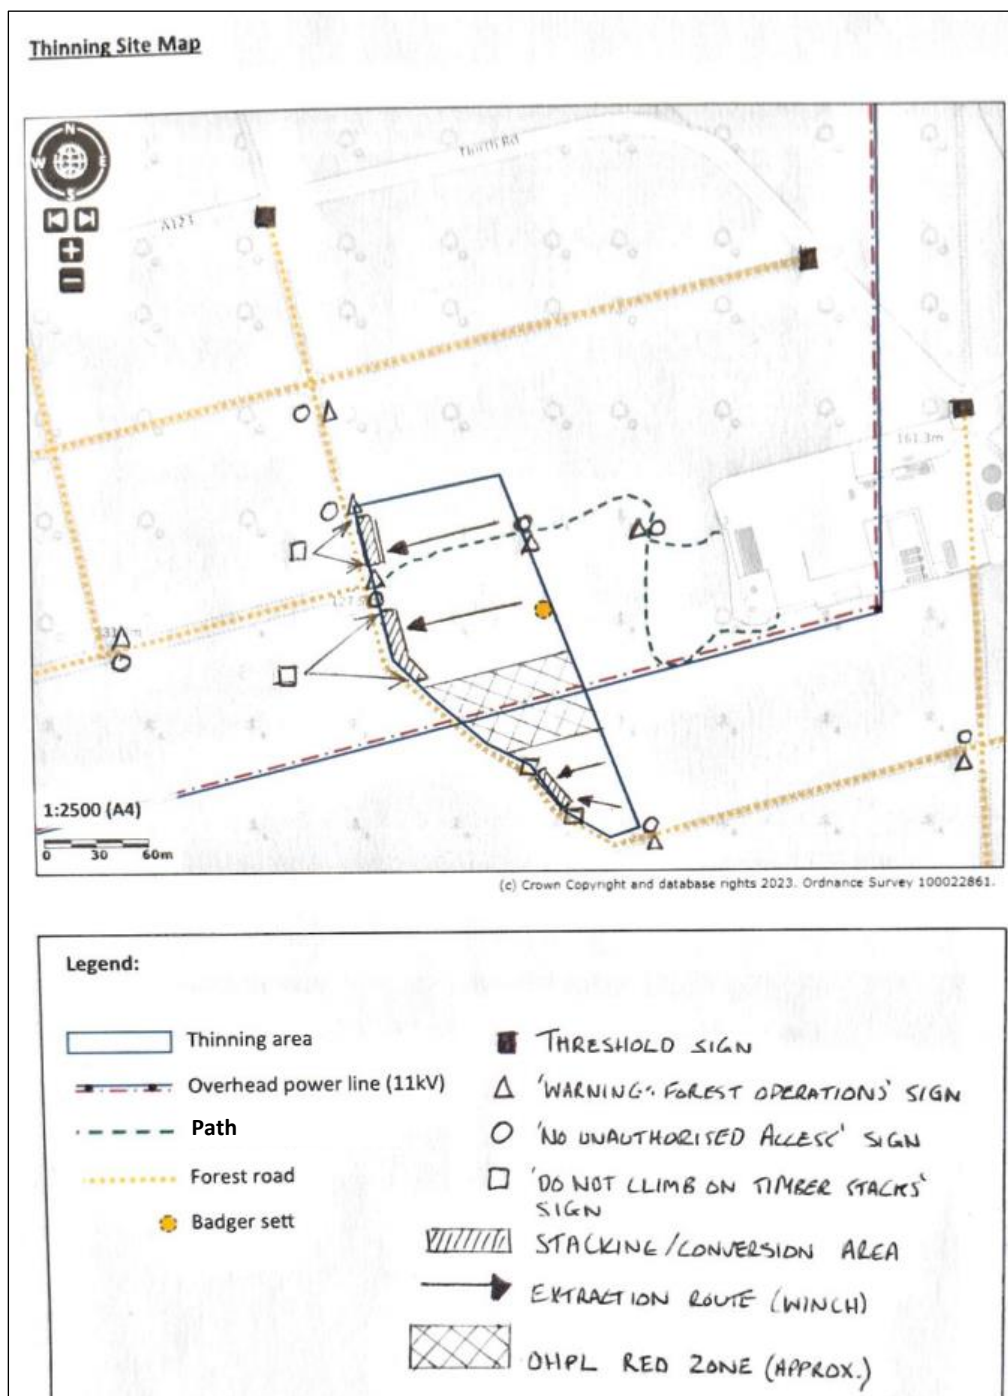 Thinning Site Map
N
W E
S
North Rd
A123
161.3m
1:2500 (A4)
0 30 60m
(c) Crown Copyright and database rights 2023. Ordnance Survey 100022861.
Legend:
Thinning area
Overhead power line (11kV)
Path
Forest road
Badger sett
THRESHOLD SIGN
'WARNING: FOREST OPERATIONS' SIGN
'NO UNAUTHORISED ACCESS' SIGN
'DO NOT CLIMB ON TIMBER STACKS'
SIGN
STACKING/CONVERSION AREA
EXTRACTION ROUTE (WINCH)
OHPL RED ZONE (APPROX.)